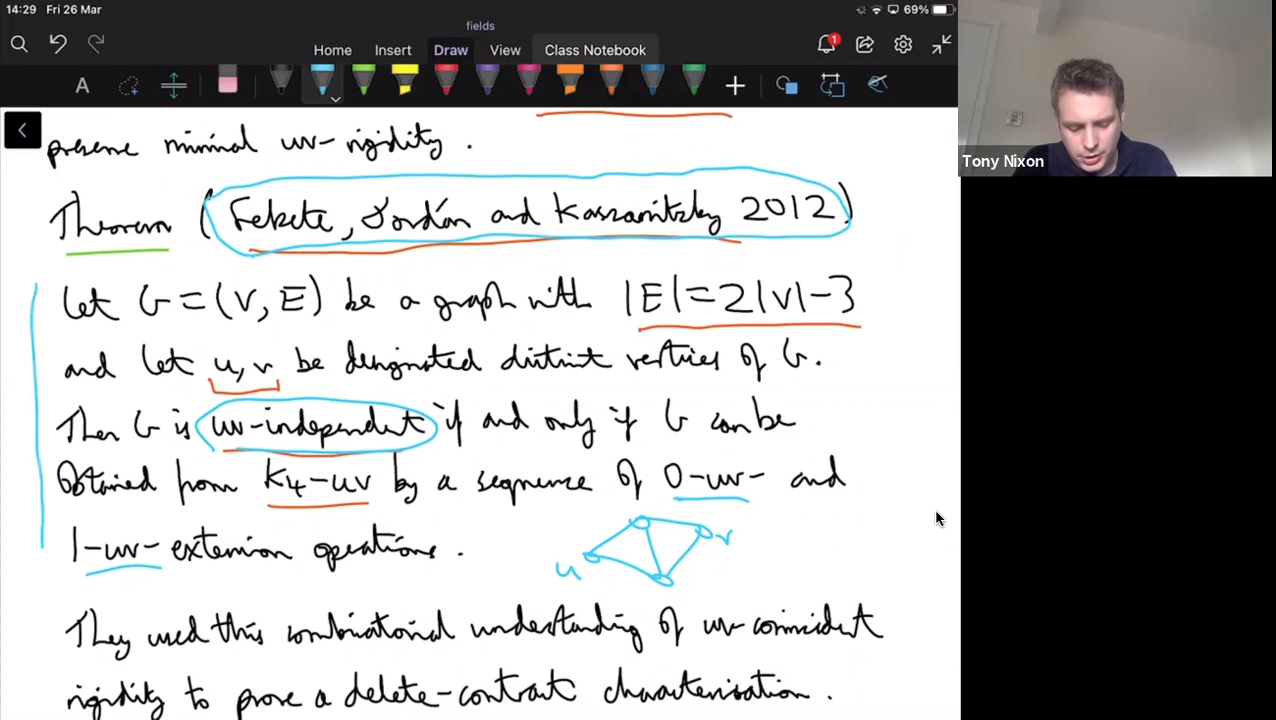 14:29 Fri 26 Mar
69%
fields
Home Insert Draw View Class Notebook
1
A
preserve minimal uv-rigidity.
Tony Nixon
Theorem (Fekete, Jordán and Kaszanitzky 2012)
Let G=(V,E) be a graph with |E|=2|V|-3
and let u,v be designated distinct vertices of G.
Then G is uv-independent if and only if G can be
obtained from K4-uv by a sequence of 0-uv- and
1-uv-extension operations.
u v
They used this combinatorial understanding of uv-coincident
rigidity to prove a delete-contract characterisation.